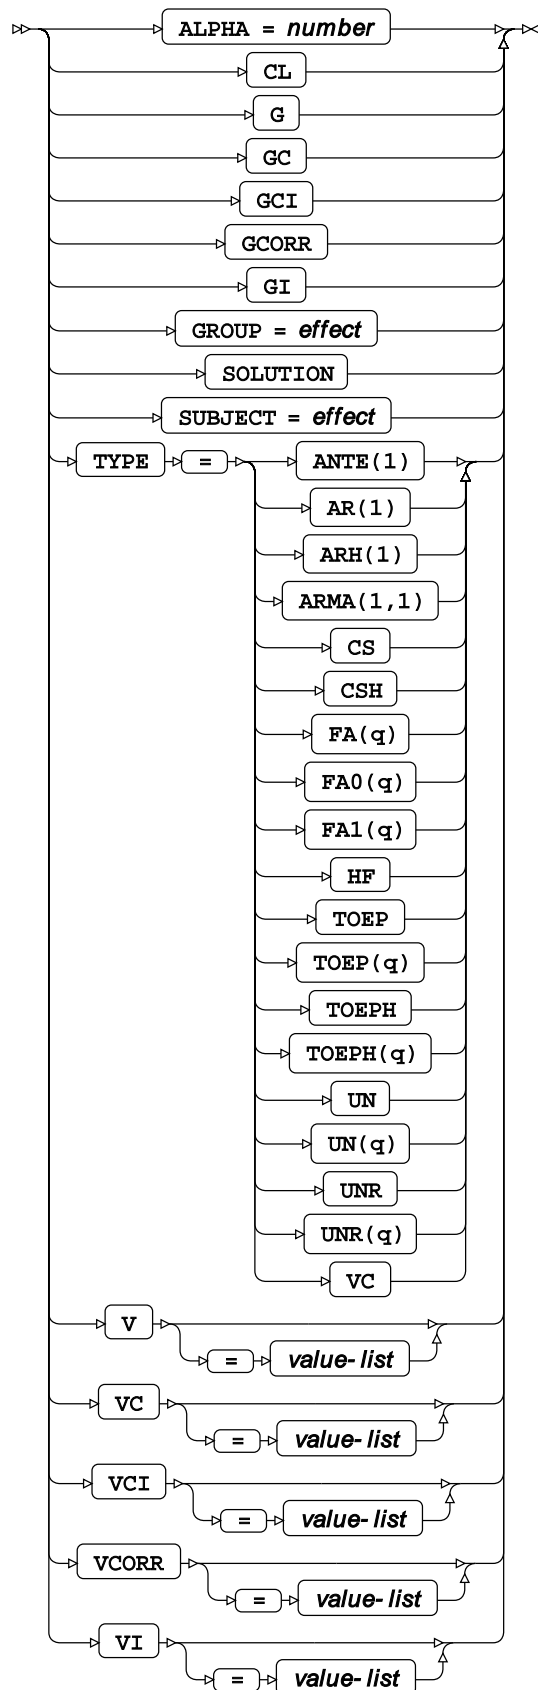 ALPHA = number
CL
G
GC
GCI
GCORR
GI
GROUP = effect
SOLUTION
SUBJECT = effect
TYPE = ANTE(1)
AR(1)
ARH(1)
ARMA(1,1)
CS
CSH
FA(q)
FA0(q)
FA1(q)
HF
TOEP
TOEP(q)
TOEPH
TOEPH(q)
UN
UN(q)
UNR
UNR(q)
VC
V
= value-list
VC
= value-list
VCI
= value-list
VCORR
= value-list
VI
= value-list